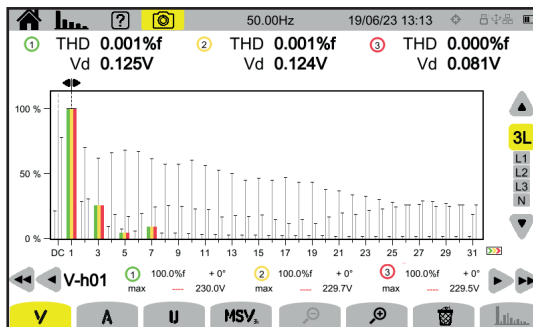 ? 50.00Hz 19/06/23 13:13
1 THD 0.001%f 2 THD 0.001%f 3 THD 0.000%f
Vd 0.125V Vd 0.124V Vd 0.081V
100 %
50 %
0 %
3L
L1
L2
L3
N
DC 1 3 5 7 9 11 13 15 17 19 21 23 25 27 29 31
V-h01 1 100.0%f + 0° 2 100.0%f + 0° 3 100.0%f + 0°
max ---- 230.0V max ---- 229.7V max ---- 229.5V
V A U MSV